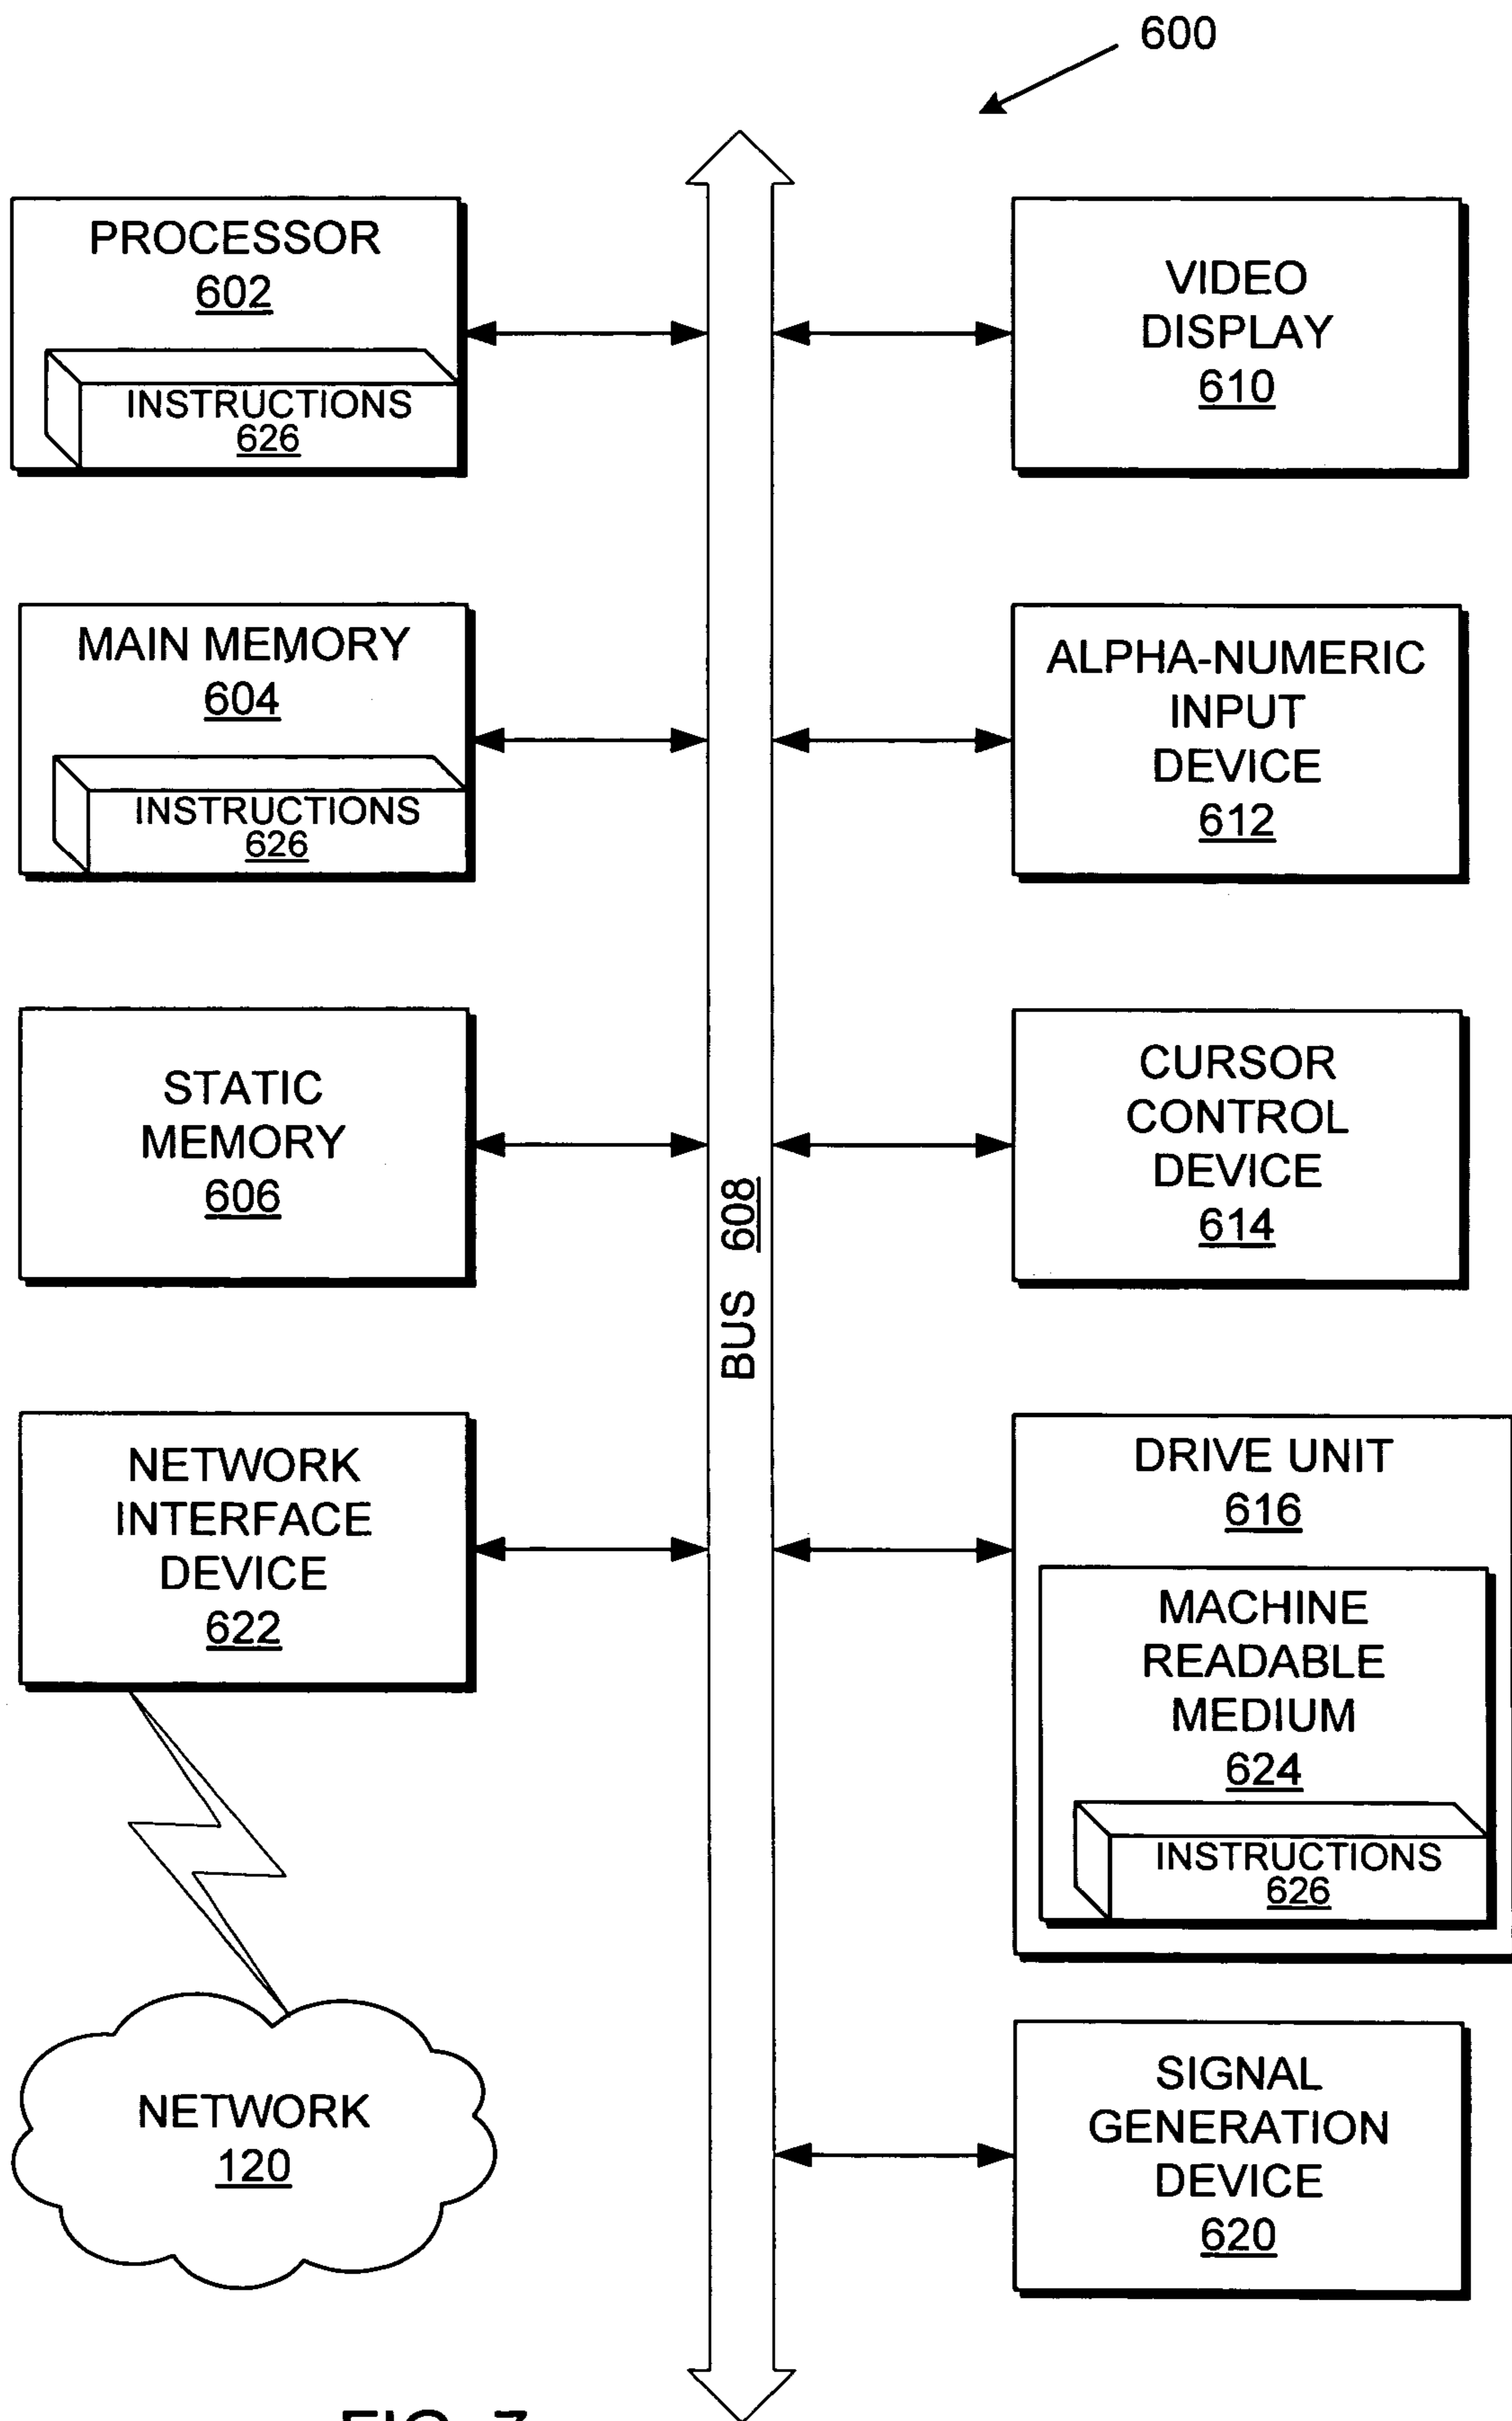 600
PROCESSOR
602
INSTRUCTIONS
626
VIDEO
DISPLAY
610
MAIN MEMORY
604
INSTRUCTIONS
626
ALPHA-NUMERIC
INPUT
DEVICE
612
STATIC
MEMORY
606
CURSOR
CONTROL
DEVICE
614
BUS 608
NETWORK
INTERFACE
DEVICE
622
DRIVE UNIT
616
MACHINE
READABLE
MEDIUM
624
INSTRUCTIONS
626
NETWORK
120
SIGNAL
GENERATION
DEVICE
620